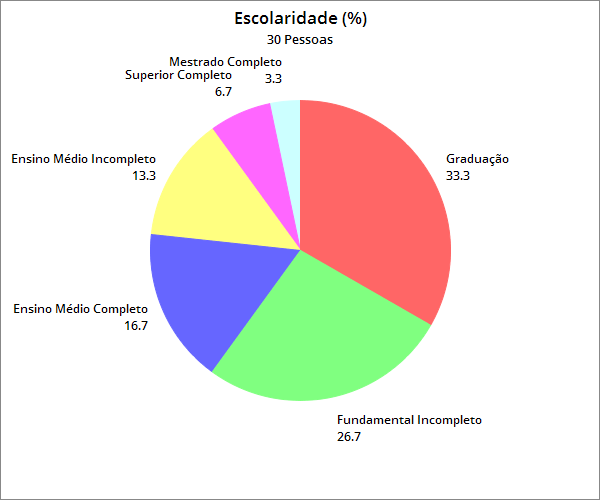 Escolaridade (%)
30 Pessoas
Mestrado Completo
3.3
Superior Completo
6.7
Graduação
33.3
Ensino Médio Incompleto
13.3
Ensino Médio Completo
16.7
Fundamental Incompleto
26.7